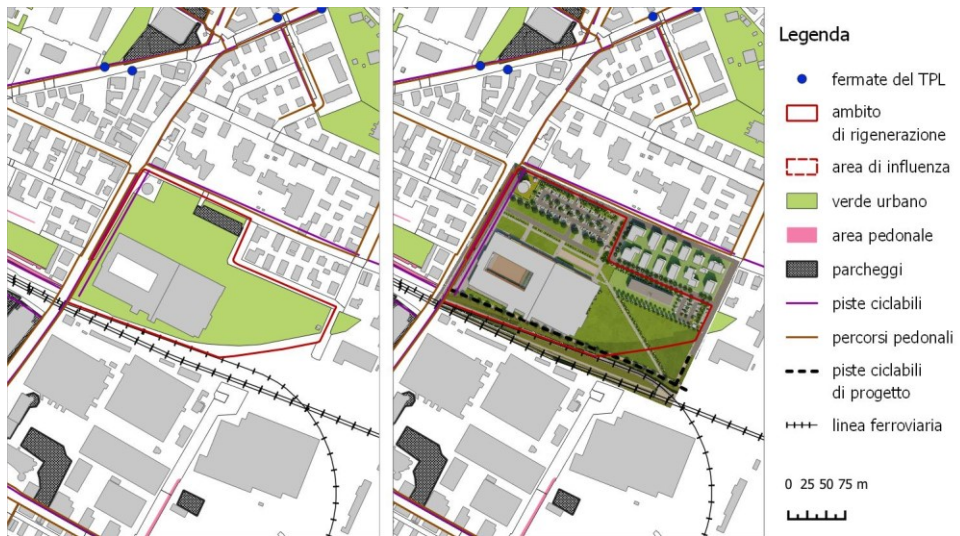 Legenda
fermate del TPL
ambito
di rigenerazione
area di influenza
verde urbano
area pedonale
parcheggi
piste ciclabili
percorsi pedonali
piste ciclabili
di progetto
linea ferroviaria
0 25 50 75 m